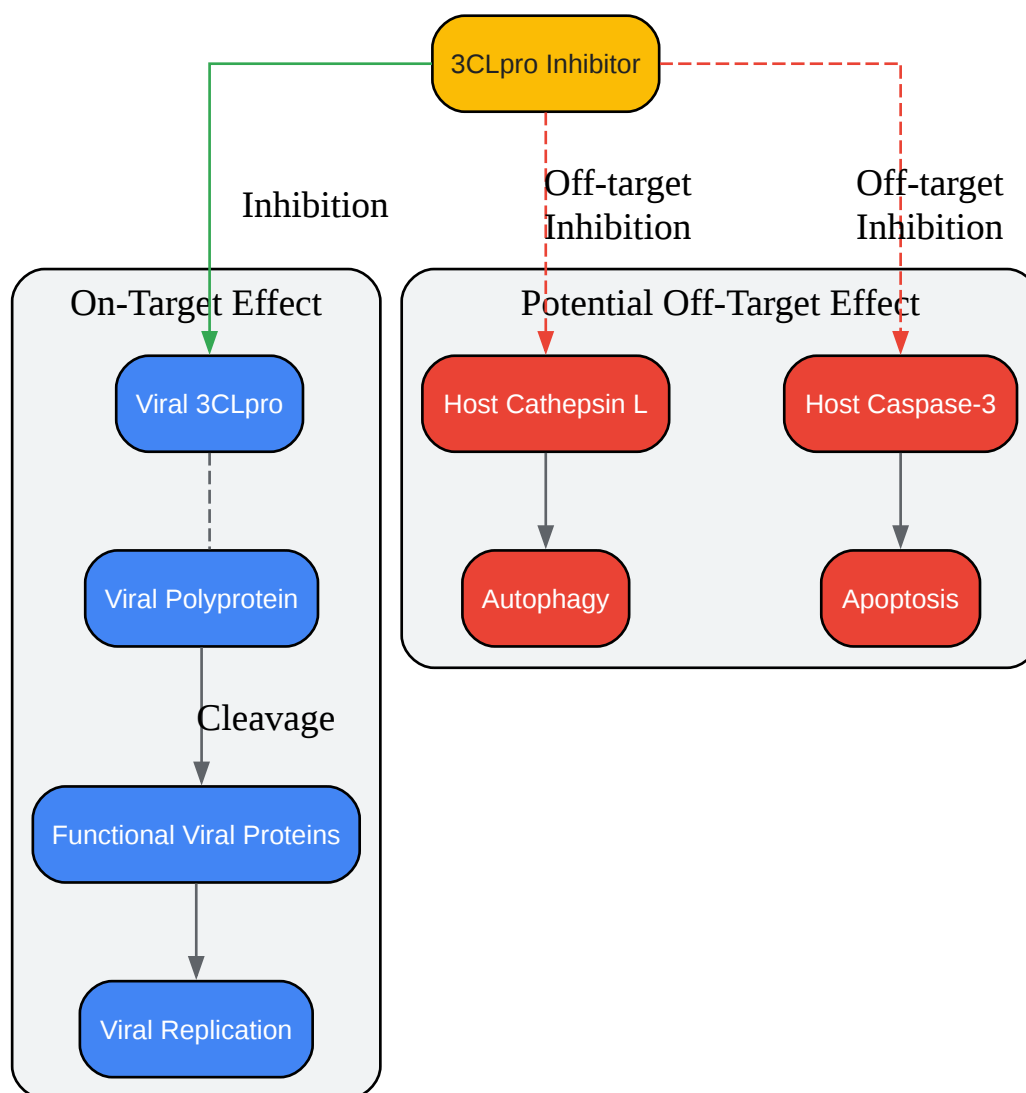 3CLpro Inhibitor
Inhibition
Off-target
Inhibition
Off-target
Inhibition
On-Target Effect
Potential Off-Target Effect
Viral 3CLpro
Host Cathepsin L
Host Caspase-3
Viral Polyprotein
Autophagy
Apoptosis
Cleavage
Functional Viral Proteins
Viral Replication